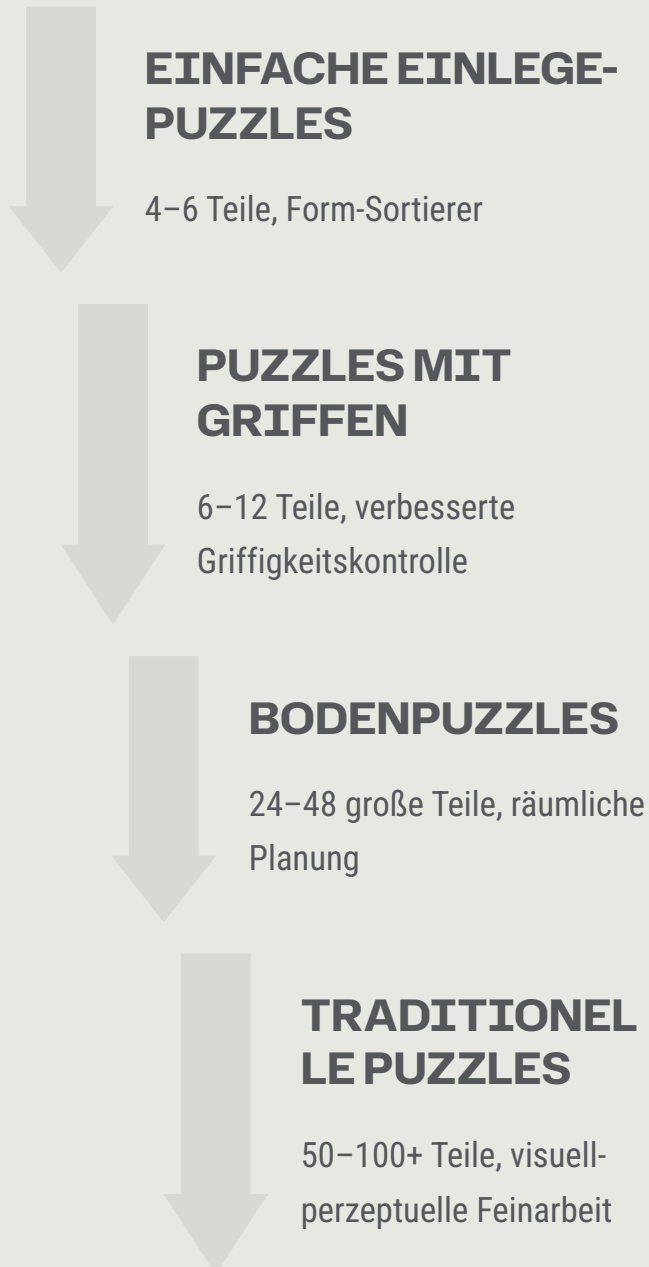 EINFACHE EINLEGE-
PUZZLES
4–6 Teile, Form-Sortierer
PUZZLES MIT
GRIFFEN
6–12 Teile, verbesserte
Griffigkeitskontrolle
BODENPUZZLES
24–48 große Teile, räumliche
Planung
TRADITIONEL
LE PUZZLES
50–100+ Teile, visuell-
perzeptuelle Feinarbeit